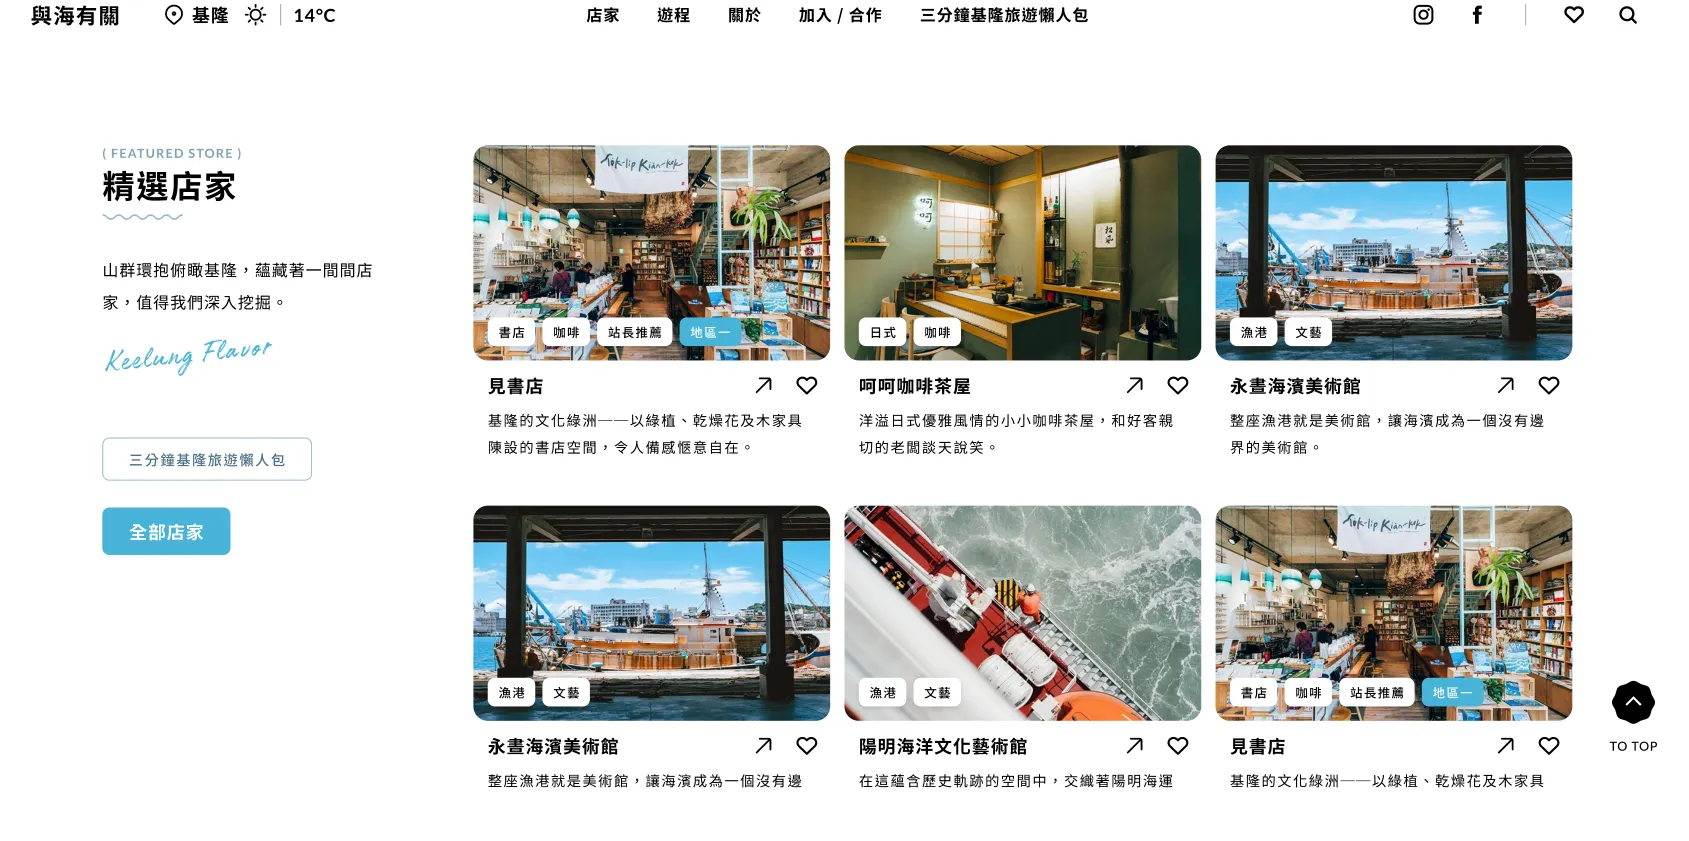 與海有關
基隆 14°C
店家 遊程 關於 加入 / 合作 三分鐘基隆旅遊懶人包
( FEATURED STORE )
精選店家
山群環抱俯瞰基隆，蘊藏著一間間店
家，值得我們深入挖掘。
Keelung Flavor
三分鐘基隆旅遊懶人包
全部店家
Tok-lip Kiàn-kok
書店 咖啡 站長推薦 地區一
見書店
基隆的文化綠洲——以綠植、乾燥花及木家具
陳設的書店空間，令人備感愜意自在。
呵呵
松風
日式 咖啡
呵呵咖啡茶屋
洋溢日式優雅風情的小小咖啡茶屋，和好客親
切的老闆談天說笑。
漁港 文藝
永晝海濱美術館
整座漁港就是美術館，讓海濱成為一個沒有邊
界的美術館。
漁港 文藝
永晝海濱美術館
整座漁港就是美術館，讓海濱成為一個沒有邊
漁港 文藝
陽明海洋文化藝術館
在這蘊含歷史軌跡的空間中，交織著陽明海運
Tok-lip Kiàn-kok
書店 咖啡 站長推薦 地區一
見書店
基隆的文化綠洲——以綠植、乾燥花及木家具
TO TOP